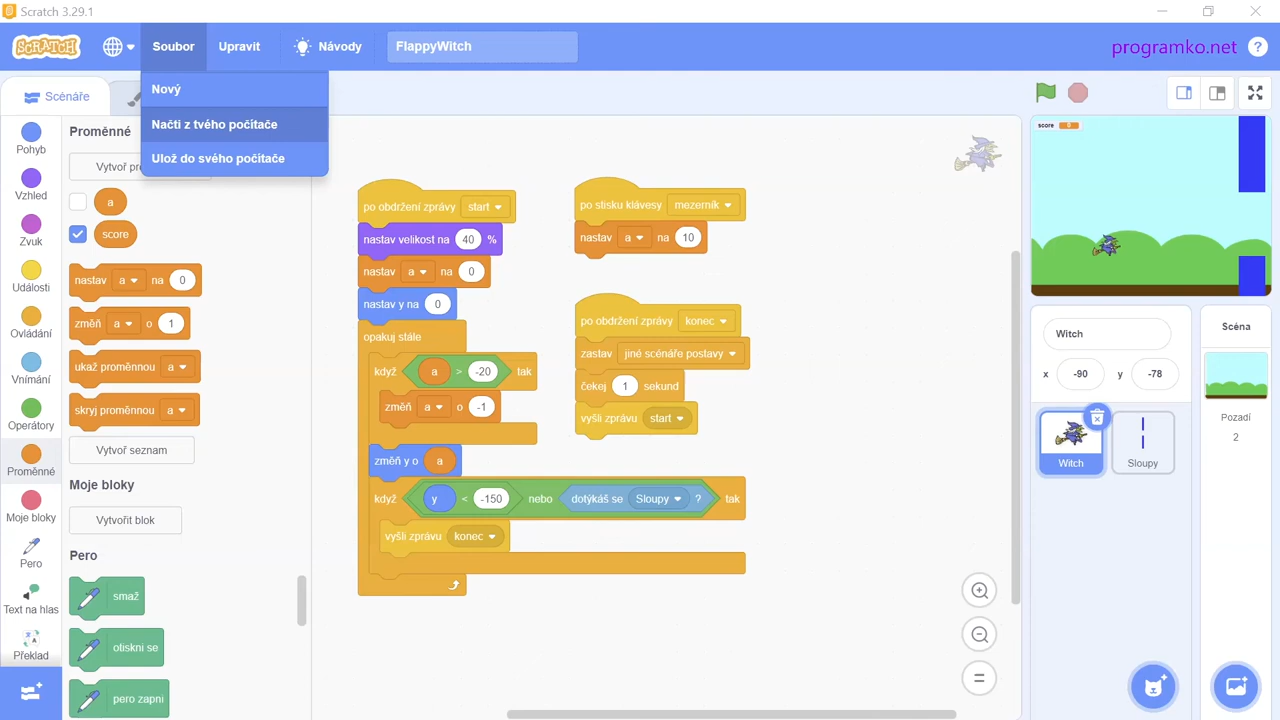 Scratch 3.29.1
SCRATCH
Soubor
Upravit
Návody
FlappyWitch
programko.net
?
Nový
Načti z tvého počítače
Ulož do svého počítače
Scénáře
Pohyb
Vzhled
Zvuk
Události
Ovládání
Vnímání
Operátory
Proměnné
Moje bloky
Pero
Text na hlas
Překlad
Proměnné
a
score
nastav a na 0
změň a o 1
ukaž proměnnou a
skryj proměnnou a
Vytvoř seznam
Moje bloky
Vytvořit blok
Pero
smaž
otiskni se
pero zapni
po obdržení zprávy start
nastav velikost na 40 %
nastav a na 0
nastav y na 0
opakuj stále
když a > -20 tak
změň a o -1
změň y o a
když y < -150 nebo dotýkáš se Sloupy ? tak
vyšli zprávu konec
po stisku klávesy mezerník
nastav a na 10
po obdržení zprávy konec
zastav jiné scénáře postavy
čekej 1 sekund
vyšli zprávu start
score 0
Witch
x -90 y -78
Witch
Sloupy
Scéna
Pozadí
2